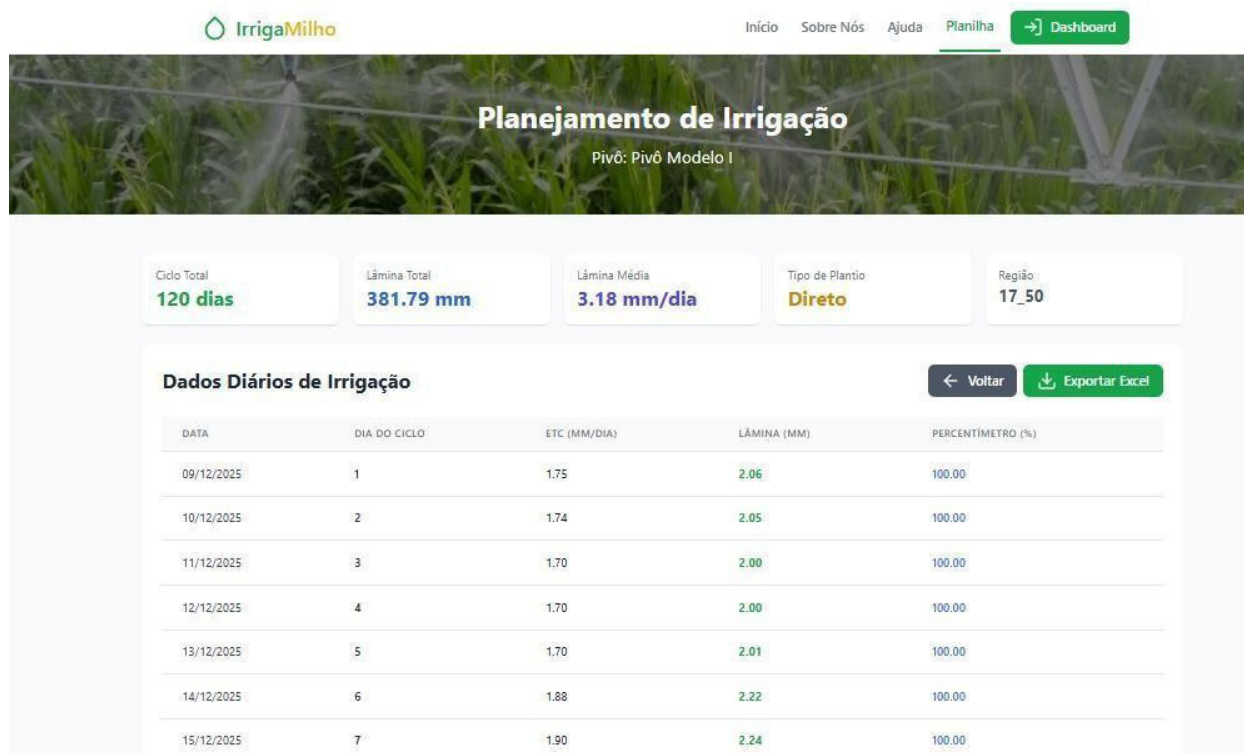 IrrigaMilho Início Sobre Nós Ajuda Planilha Dashboard
Planejamento de Irrigação
Pivô: Pivô Modelo I
Ciclo Total Lâmina Total Lâmina Média Tipo de Plantio Região
120 dias 381.79 mm 3.18 mm/dia Direto 17_50
Dados Diários de Irrigação Voltar Exportar Excel
DATA DIA DO CICLO ETC (MM/DIA) LÂMINA (MM) PERCENTÍMETRO (%)
09/12/2025 1 1.75 2.06 100.00
10/12/2025 2 1.74 2.05 100.00
11/12/2025 3 1.70 2.00 100.00
12/12/2025 4 1.70 2.00 100.00
13/12/2025 5 1.70 2.01 100.00
14/12/2025 6 1.88 2.22 100.00
15/12/2025 7 1.90 2.24 100.00